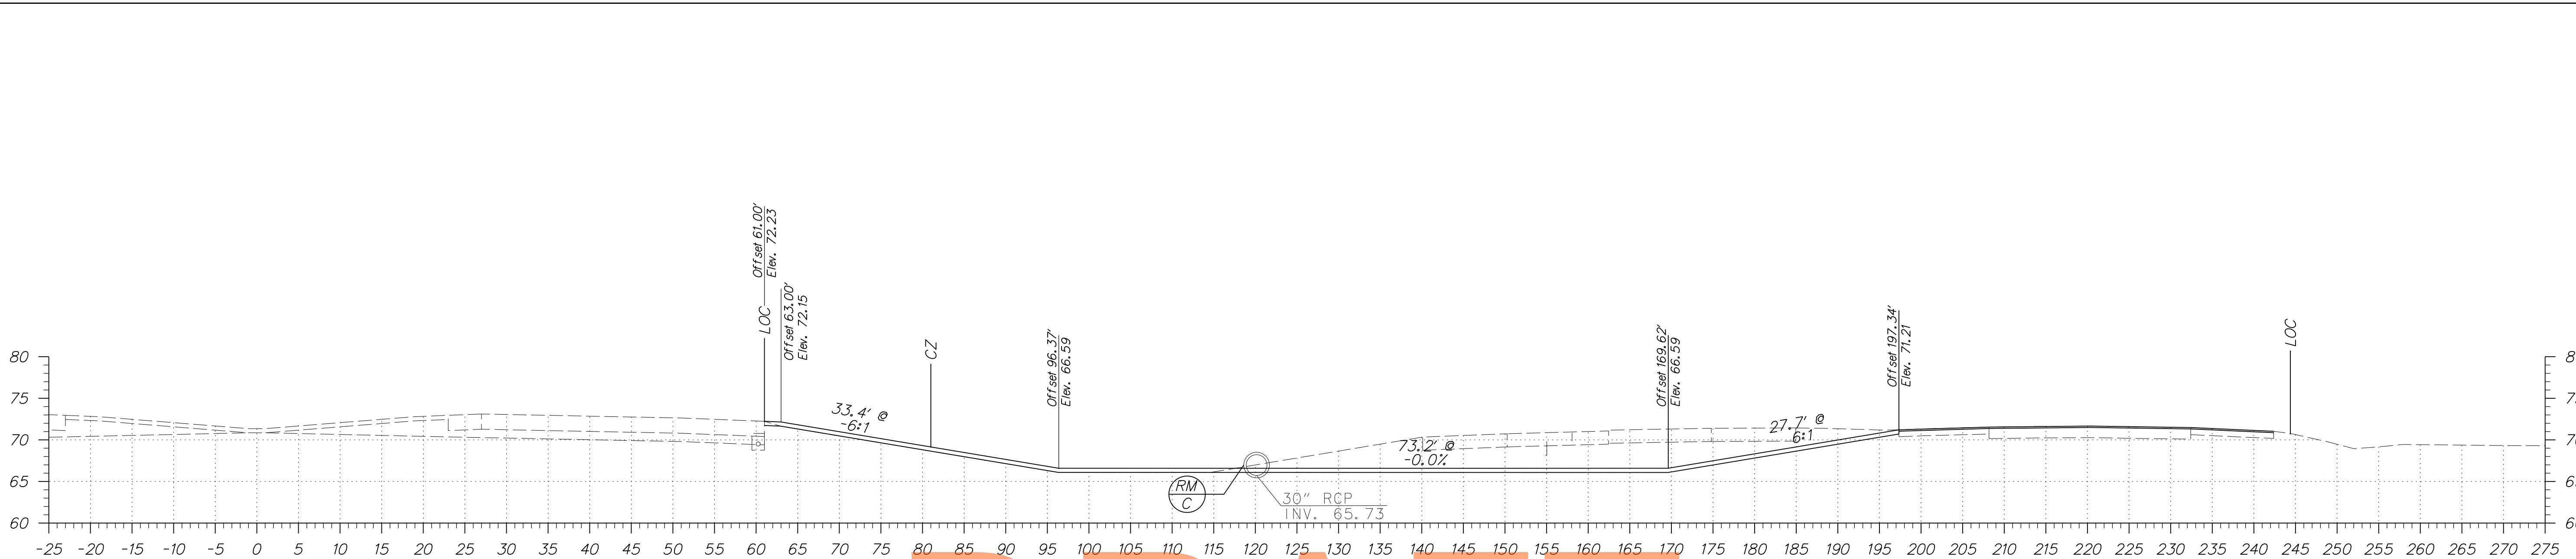 Offset 61.00'
Elev. 72.23
LOC
Offset 63.00'
Elev. 72.15
33.4' @
-6:1
CZ
Offset 96.37'
Elev. 66.59
73.2' @
-0.0%
Offset 169.62'
Elev. 66.59
27.7' @
6:1
Offset 197.34'
Elev. 71.21
LOC
RM
C
30" RCP
INV. 65.73
80
75
70
65
60
-25 -20 -15 -10 -5 0 5 10 15 20 25 30 35 40 45 50 55 60 65 70 75 80 85 90 95 100 105 110 115 120 125 130 135 140 145 150 155 160 165 170 175 180 185 190 195 200 205 210 215 220 225 230 235 240 245 250 255 260 265 270 275